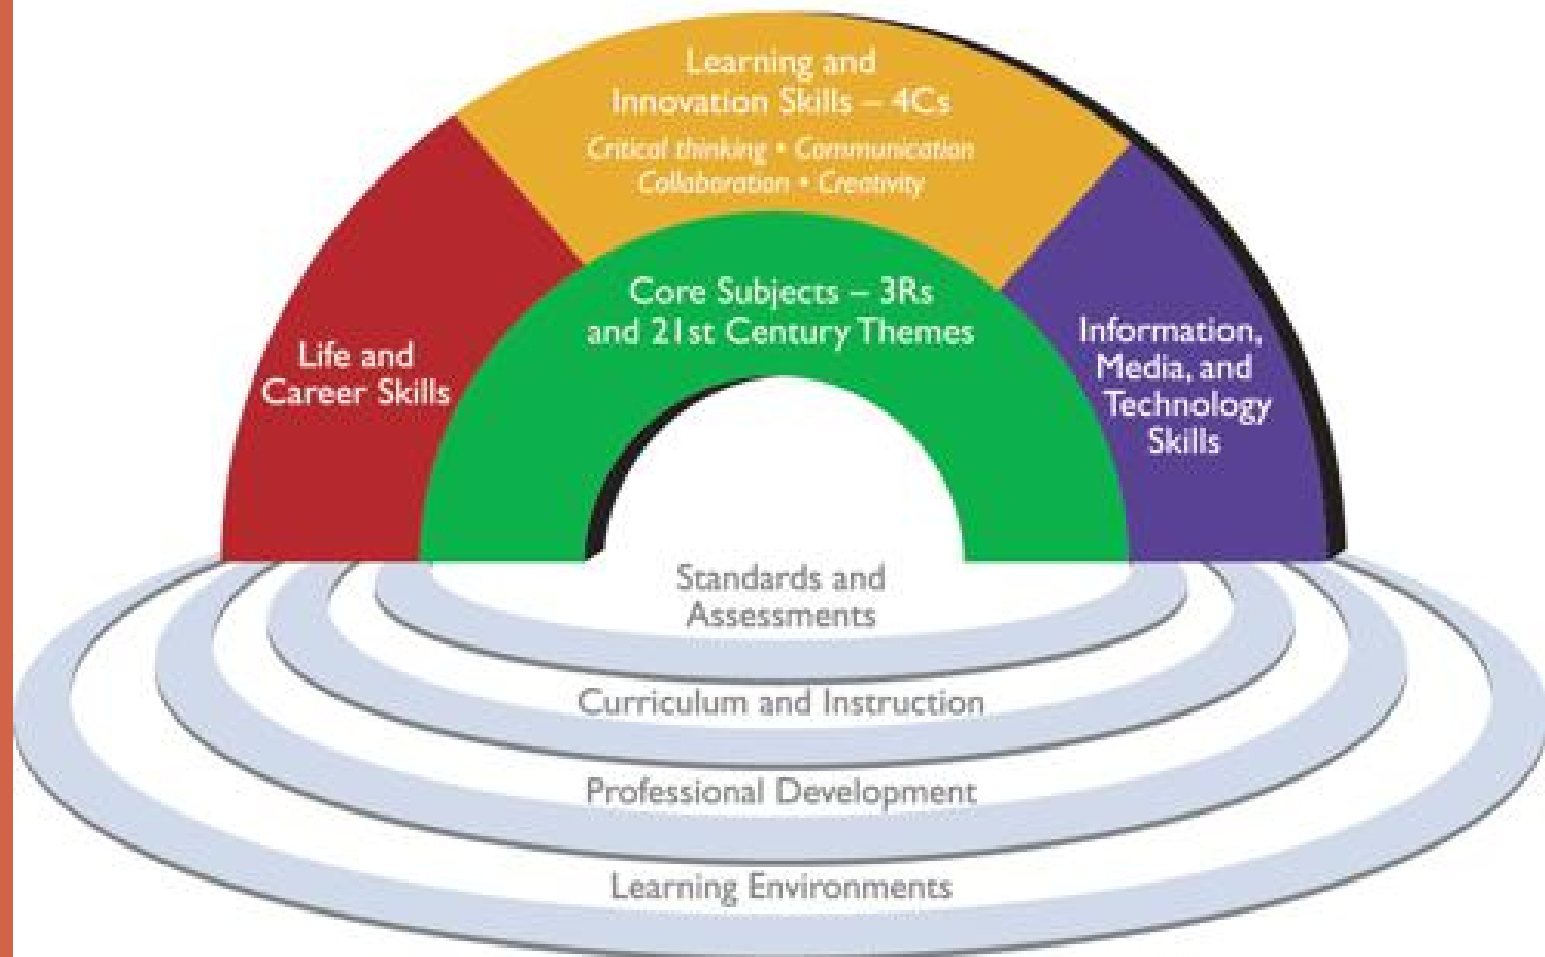 Learning and
Innovation Skills – 4Cs
Critical thinking • Communication
Collaboration • Creativity
Core Subjects – 3Rs
and 21st Century Themes
Life and
Career Skills
Information,
Media, and
Technology
Skills
Standards and
Assessments
Curriculum and Instruction
Professional Development
Learning Environments